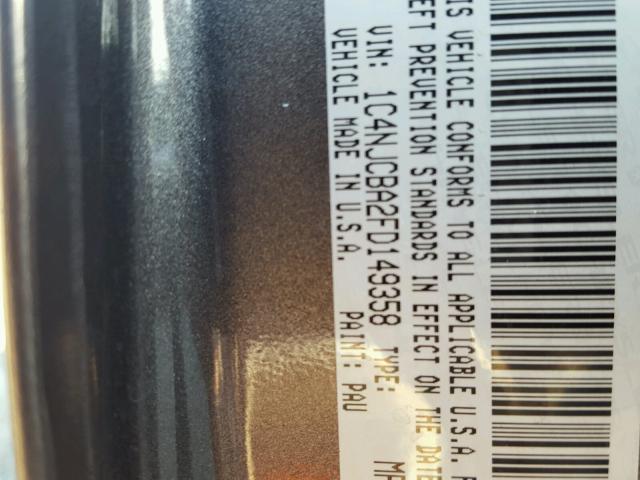 IS VEHICLE CONFORMS TO ALL APPLICABLE U.S.A. F
EFT PREVENTION STANDARDS IN EFFECT ON THE DATE
VIN: 1C4NJCBA2FD149358 TYPE: MP
VEHICLE MADE IN U.S.A. PAINT: PAU